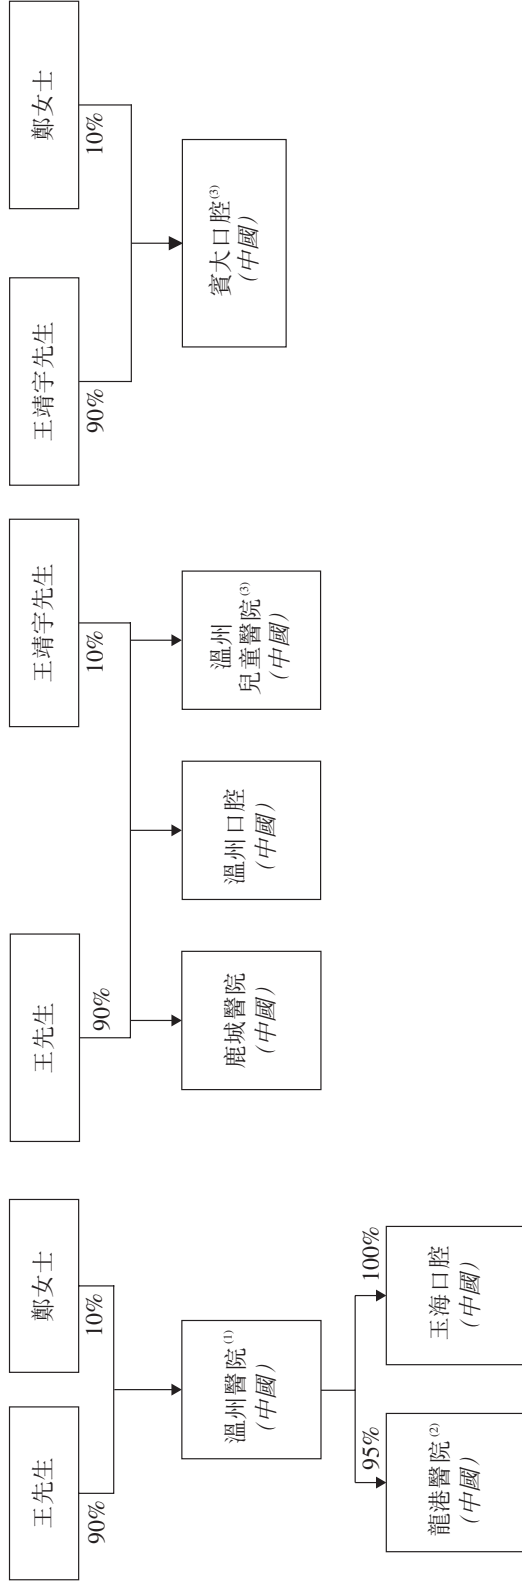 王先生
鄭女士
90%
10%
溫州醫院(1)
(中國)
95%
100%
龍港醫院(2)
(中國)
玉海口腔
(中國)
王先生
王靖宇先生
90%
10%
鹿城醫院
(中國)
溫州口腔
(中國)
溫州
兒童醫院(3)
(中國)
王靖宇先生
鄭女士
90%
10%
賓大口腔(3)
(中國)